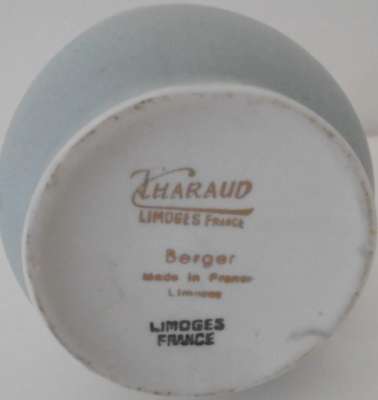 THARAUD
LIMOGES FRANCE
Berger
Made in France
Limoges
LIMOGES
FRANCE